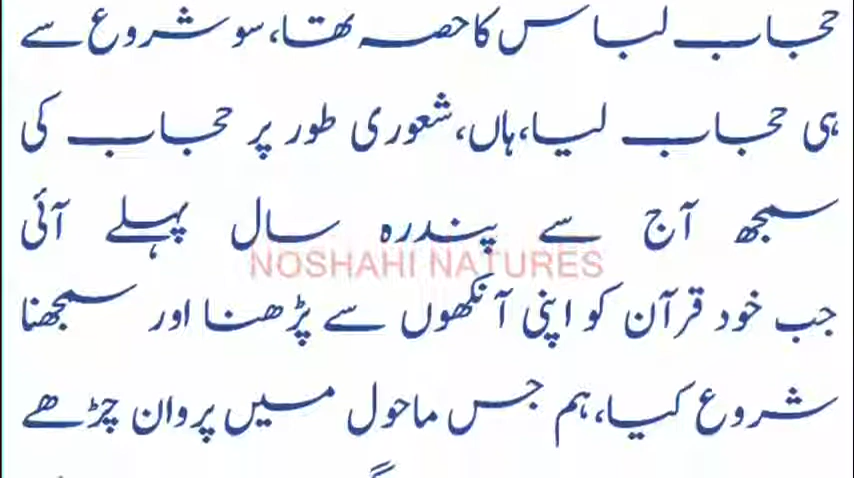 حجاب لباس کا حصہ تھا، سو شروع سے
ہی حجاب لیا، ہاں، شعوری طور پر حجاب کی
سمجھ آج سے پندرہ سال پہلے آئی
NOSHAHI NATURES
جب خود قرآن کو اپنی آنکھوں سے پڑھنا اور سمجھنا
شروع کیا، ہم جس ماحول میں پروان چڑھے